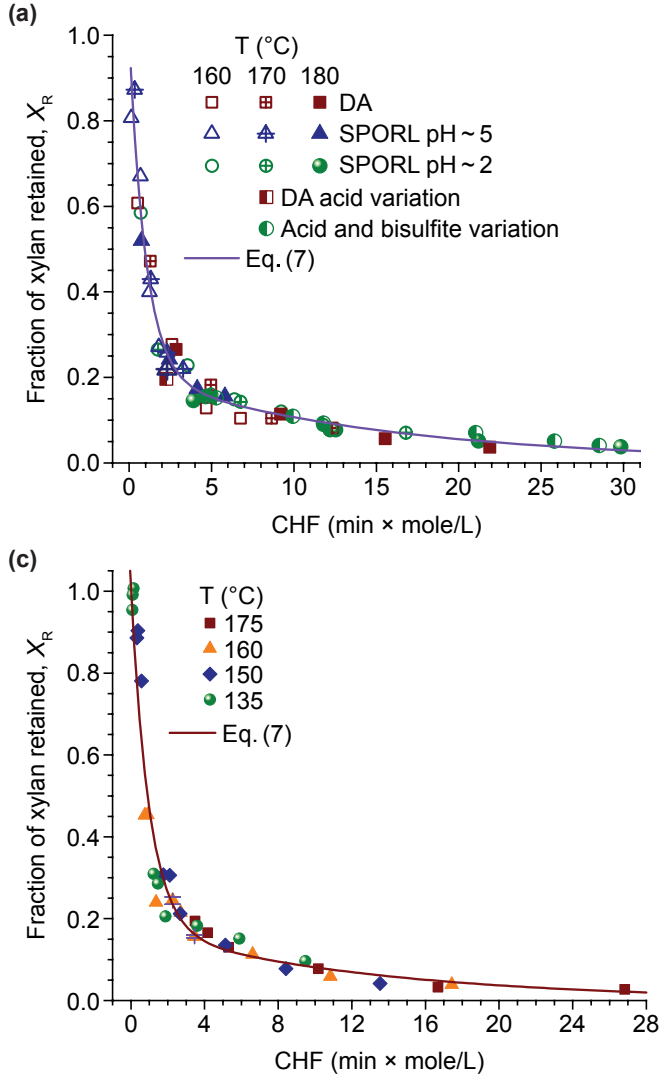 (a)
T (°C)
160 170 180
DA
SPORL pH ~ 5
SPORL pH ~ 2
DA acid variation
Acid and bisulfite variation
Eq. (7)
Fraction of xylan retained, X_R
1.0
0.8
0.6
0.4
0.2
0.0
0 5 10 15 20 25 30
CHF (min × mole/L)
(c)
T (°C)
175
160
150
135
Eq. (7)
Fraction of xylan retained, X_R
1.0
0.8
0.6
0.4
0.2
0.0
0 4 8 12 16 20 24 28
CHF (min × mole/L)